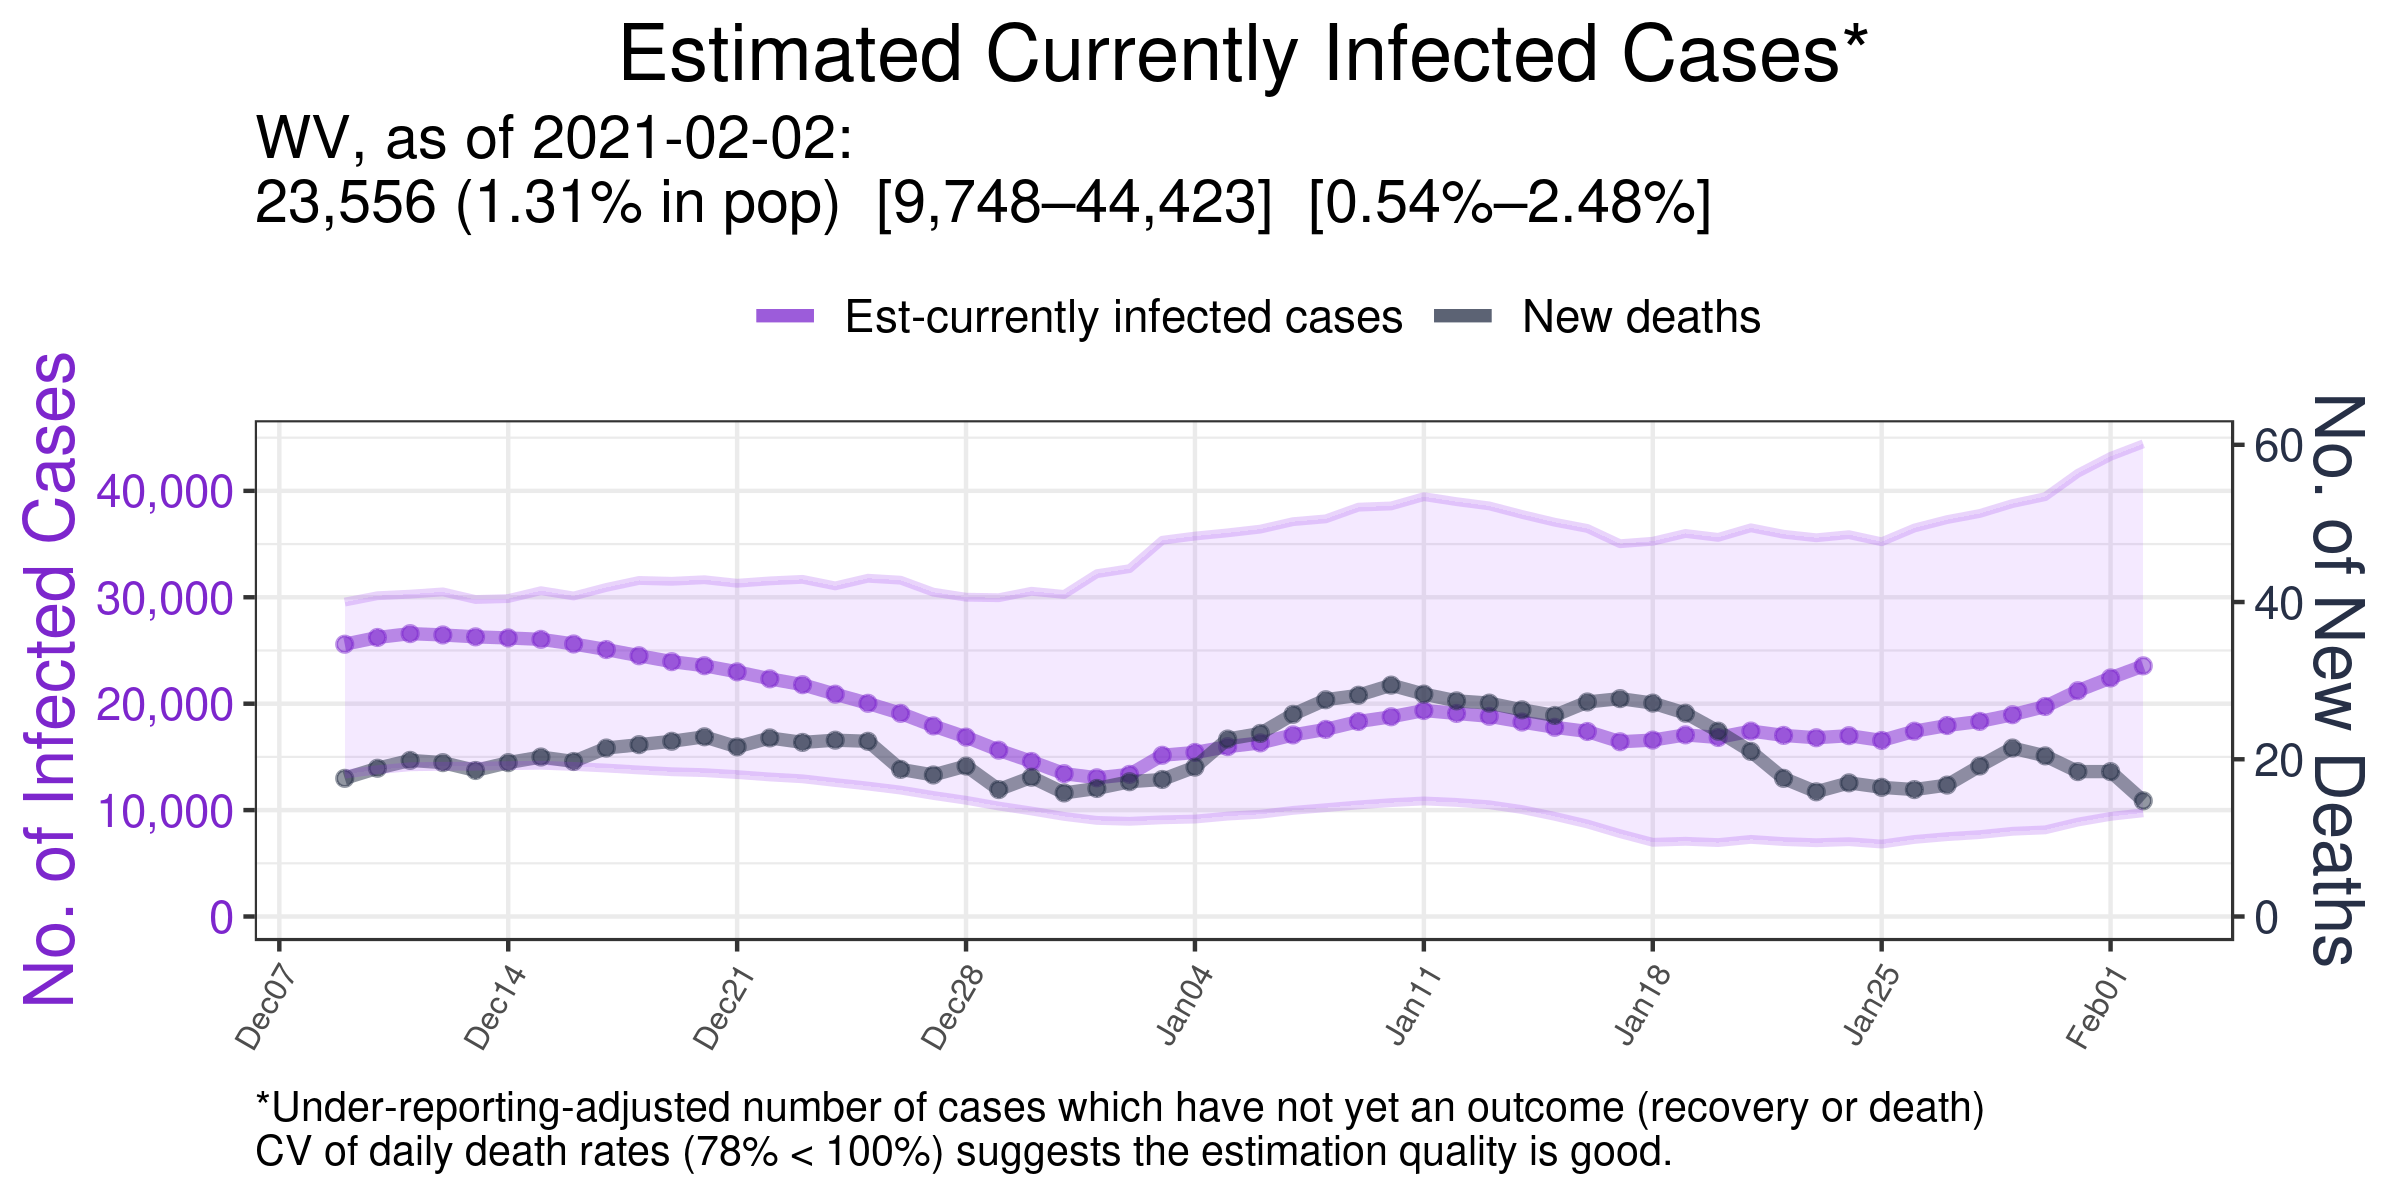 Estimated Currently Infected Cases*
WV, as of 2021-02-02:
23,556 (1.31% in pop)  [9,748–44,423]  [0.54%–2.48%]
Est-currently infected cases
New deaths
No. of Infected Cases
40,000
30,000
20,000
10,000
0
60
40
20
0
No. of New Deaths
Dec07
Dec14
Dec21
Dec28
Jan04
Jan11
Jan18
Jan25
Feb01
*Under-reporting-adjusted number of cases which have not yet an outcome (recovery or death)
CV of daily death rates (78% < 100%) suggests the estimation quality is good.